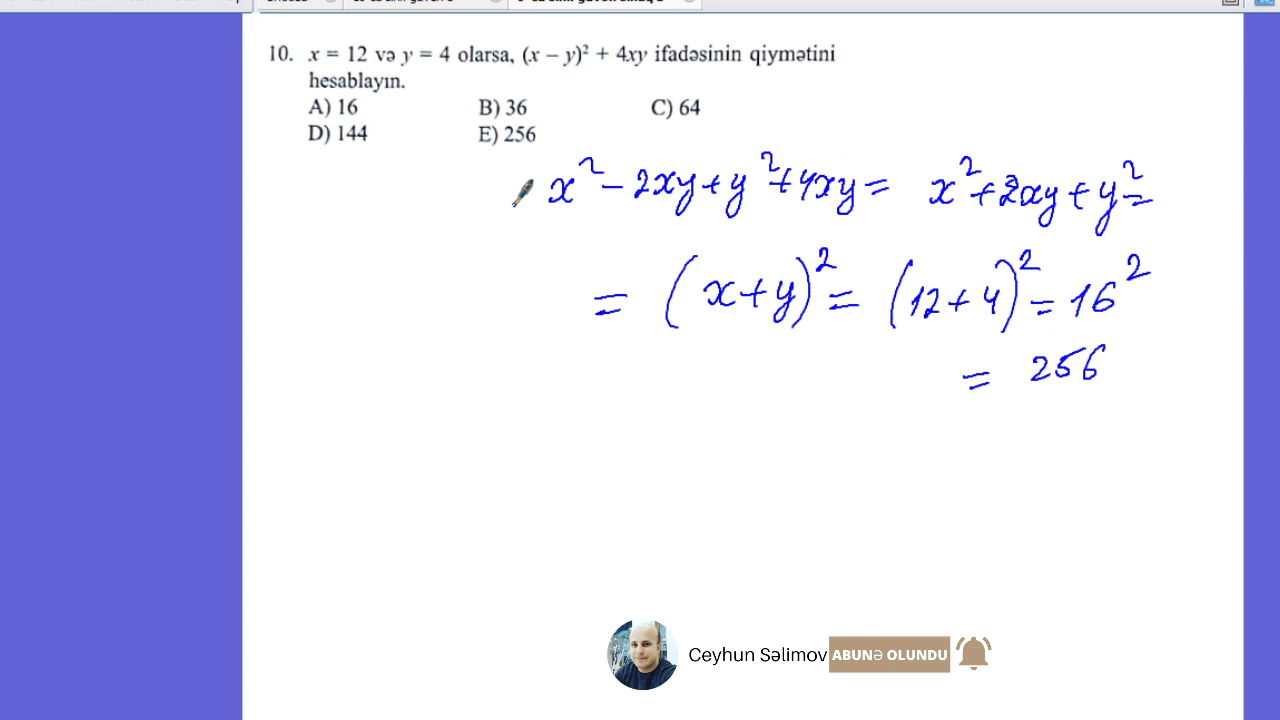 10. x = 12 və y = 4 olarsa, (x – y)² + 4xy ifadəsinin qiymətini
hesablayın.
A) 16 B) 36 C) 64
D) 144 E) 256
x² – 2xy + y² + 4xy = x² + 2xy + y² =
= (x + y)² = (12 + 4)² = 16²
= 256
Ceyhun Səlimov ABUNƏ OLUNDU